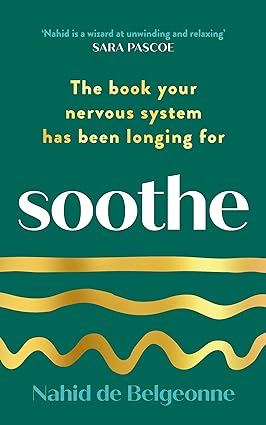 ‘Nahid is a wizard at unwinding and relaxing’
SARA PASCOE
The book your
nervous system
has been longing for
soothe
Nahid de Belgeonne